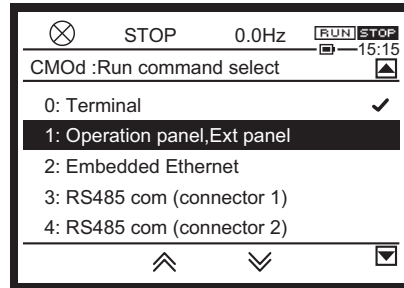 STOP 0.0Hz RUN STOP
15:15
CMOd :Run command select
0: Terminal
1: Operation panel,Ext panel
2: Embedded Ethernet
3: RS485 com (connector 1)
4: RS485 com (connector 2)